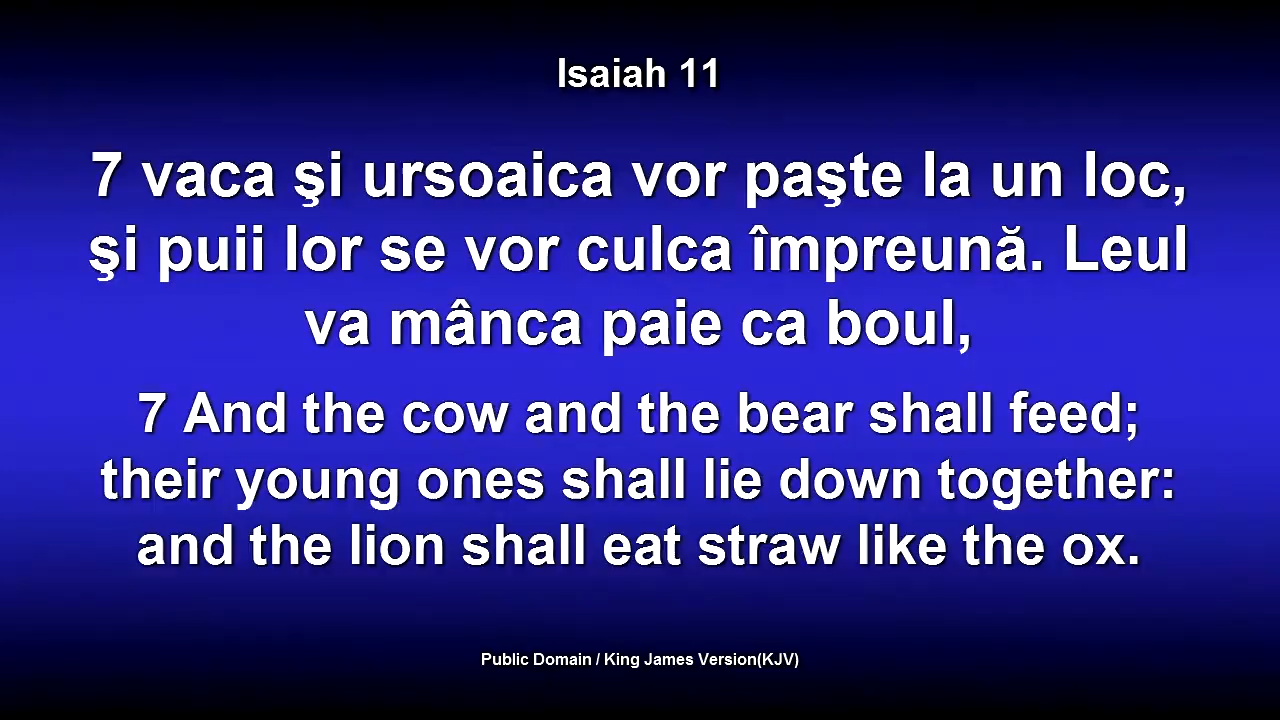 Isaiah 11
7 vaca şi ursoaica vor paşte la un loc,
şi puii lor se vor culca împreună. Leul
va mânca paie ca boul,
7 And the cow and the bear shall feed;
their young ones shall lie down together:
and the lion shall eat straw like the ox.
Public Domain / King James Version(KJV)